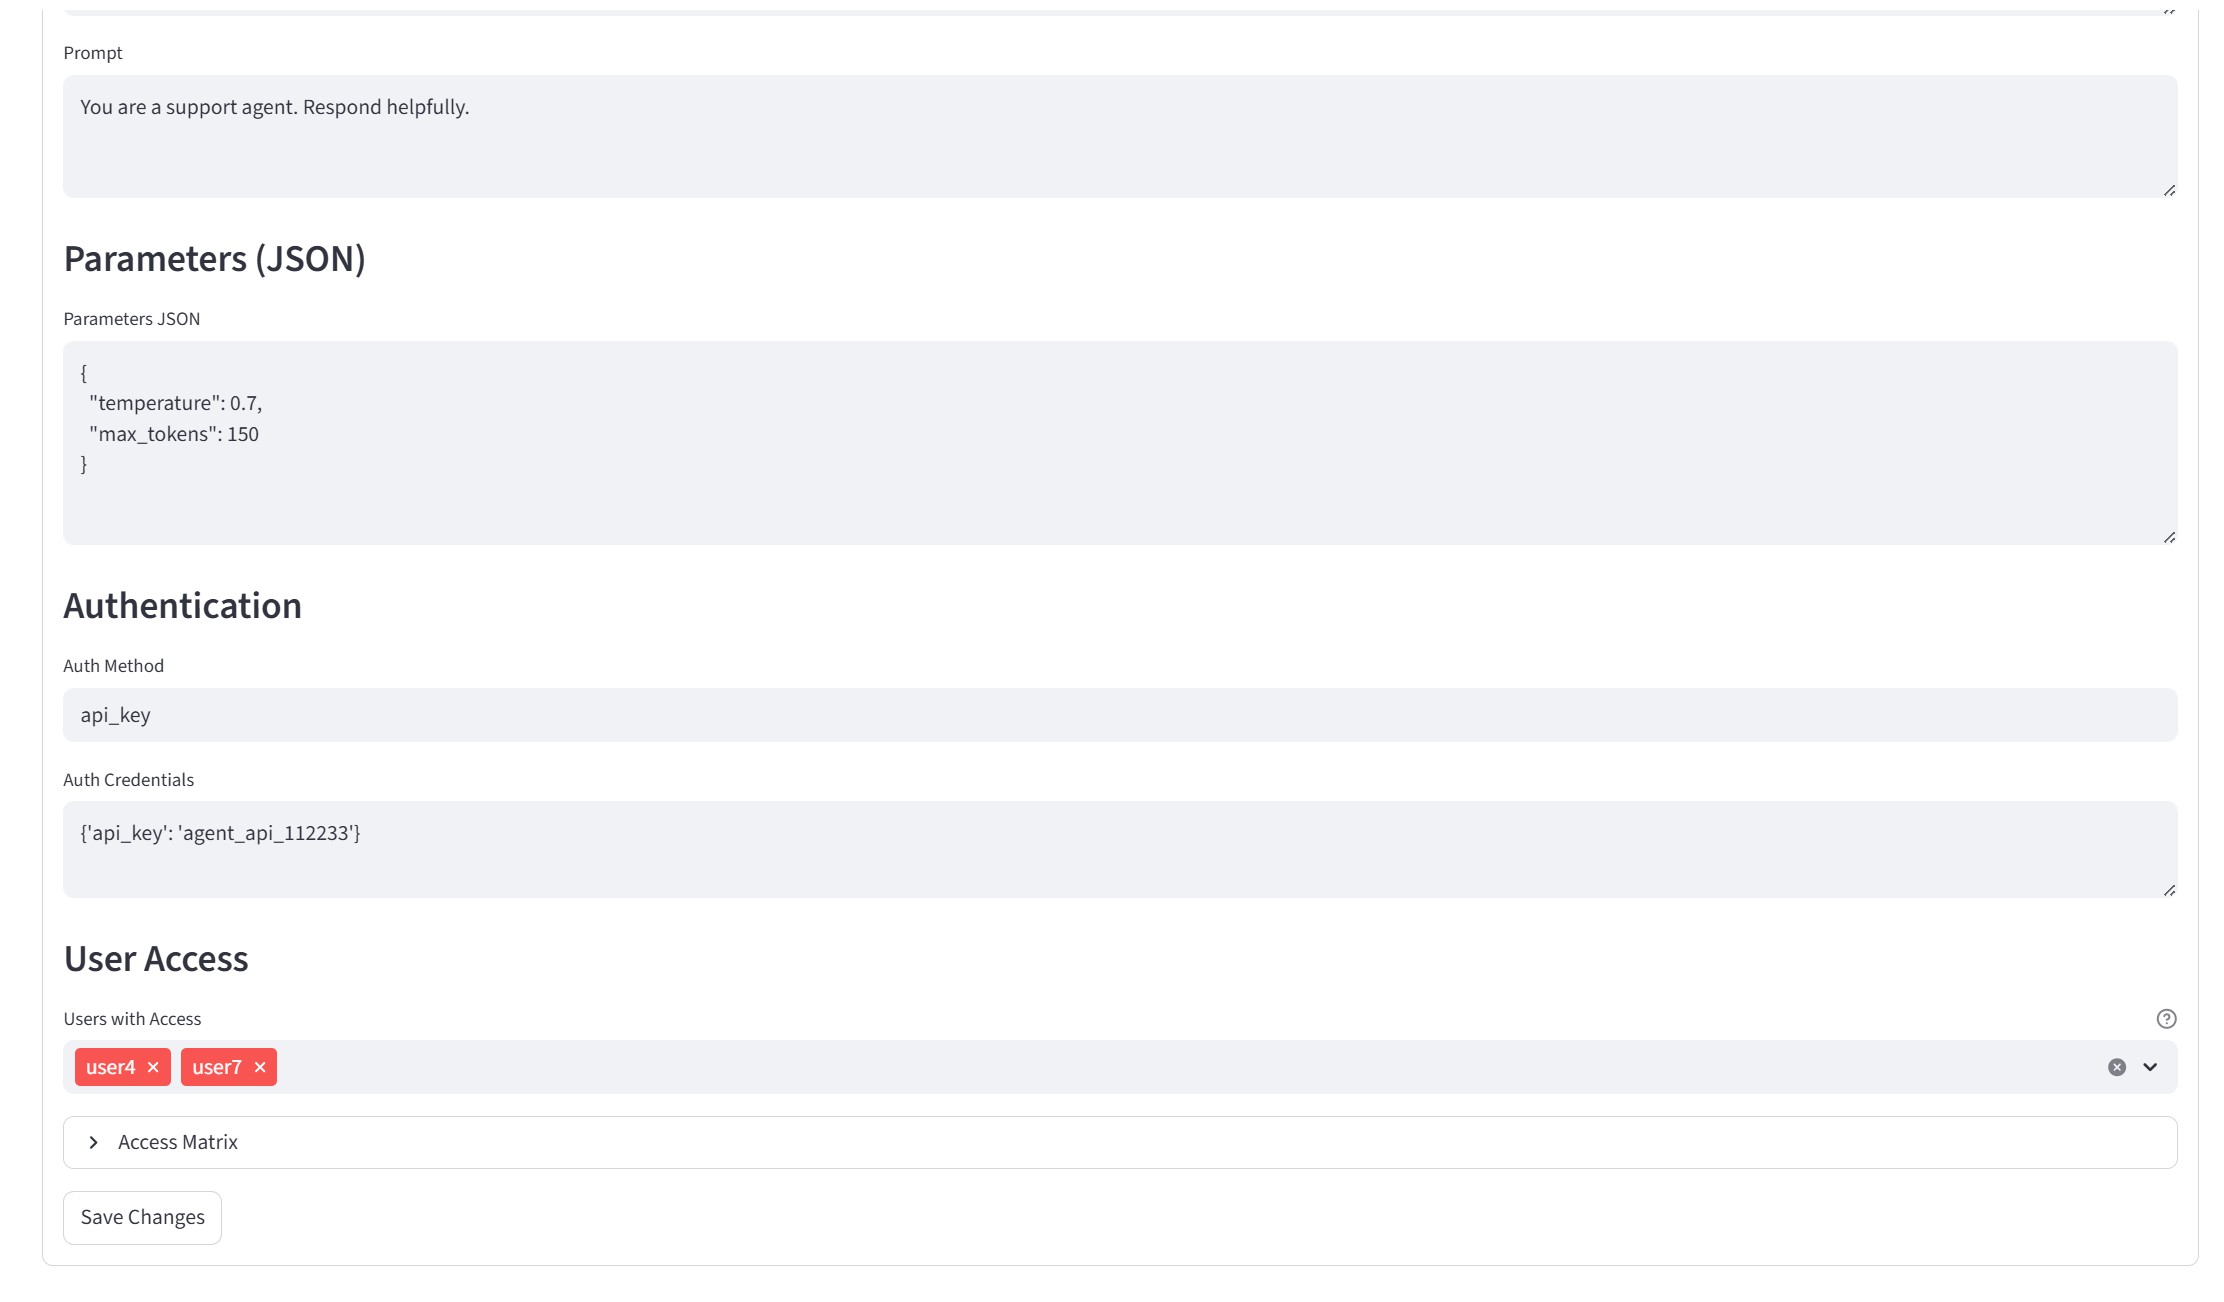 Prompt
You are a support agent. Respond helpfully.
Parameters (JSON)
Parameters JSON
{
"temperature": 0.7,
"max_tokens": 150
}
Authentication
Auth Method
api_key
Auth Credentials
{'api_key': 'agent_api_112233'}
User Access
Users with Access
user4 × user7 ×
Access Matrix
Save Changes